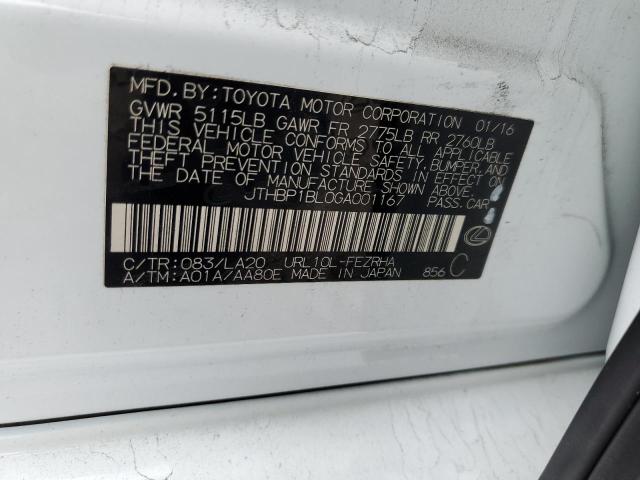 MFD. BY: TOYOTA MOTOR CORPORATION 01/16
GVWR 5115LB GAWR FR 2775LB RR 2760LB
THIS VEHICLE CONFORMS TO ALL APPLICABLE
FEDERAL MOTOR VEHICLE SAFETY, BUMPER, AND
THEFT PREVENTION STANDARDS IN EFFECT ON
THE DATE OF MANUFACTURE SHOWN ABOVE.
JTHBP1BL0GA001167 PASS. CAR
C/TR: 083/LA20 URL10L-FEZRHA
A/TM: A01A/AA80E MADE IN JAPAN 856 C